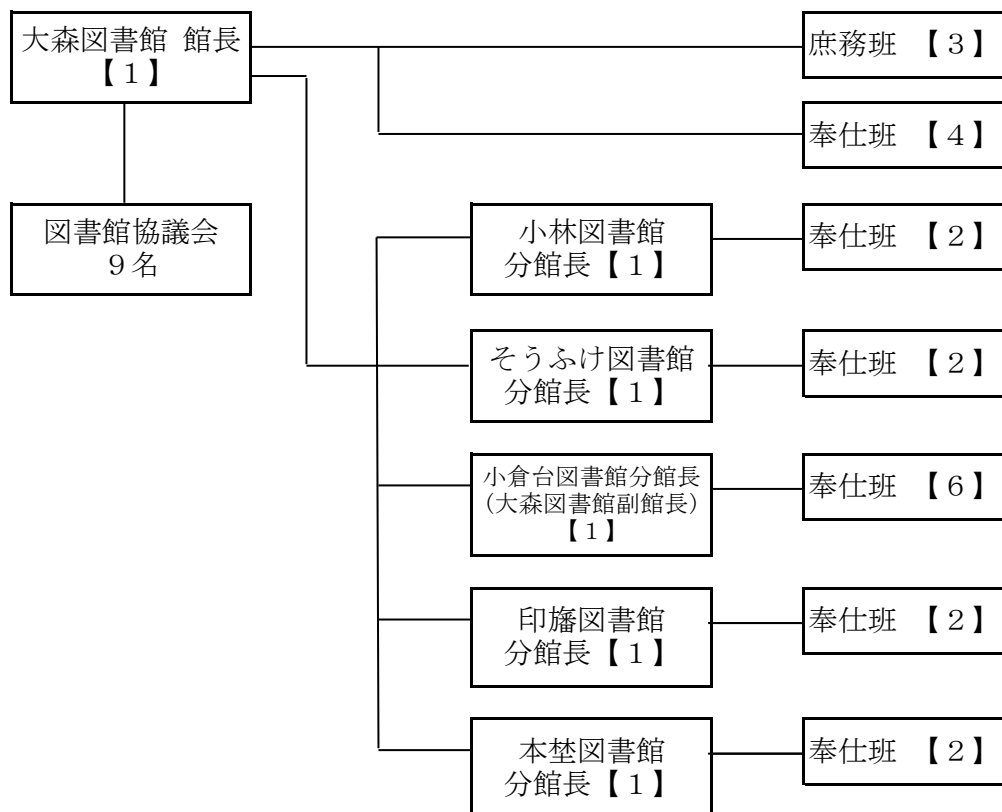 大森図書館 館長
【１】
庶務班 【３】
奉仕班 【４】
図書館協議会
９名
小林図書館
分館長【１】
奉仕班 【２】
そうふけ図書館
分館長【１】
奉仕班 【２】
小倉台図書館分館長
（大森図書館副館長）
【１】
奉仕班 【６】
印旛図書館
分館長【１】
奉仕班 【２】
本埜図書館
分館長【１】
奉仕班 【２】